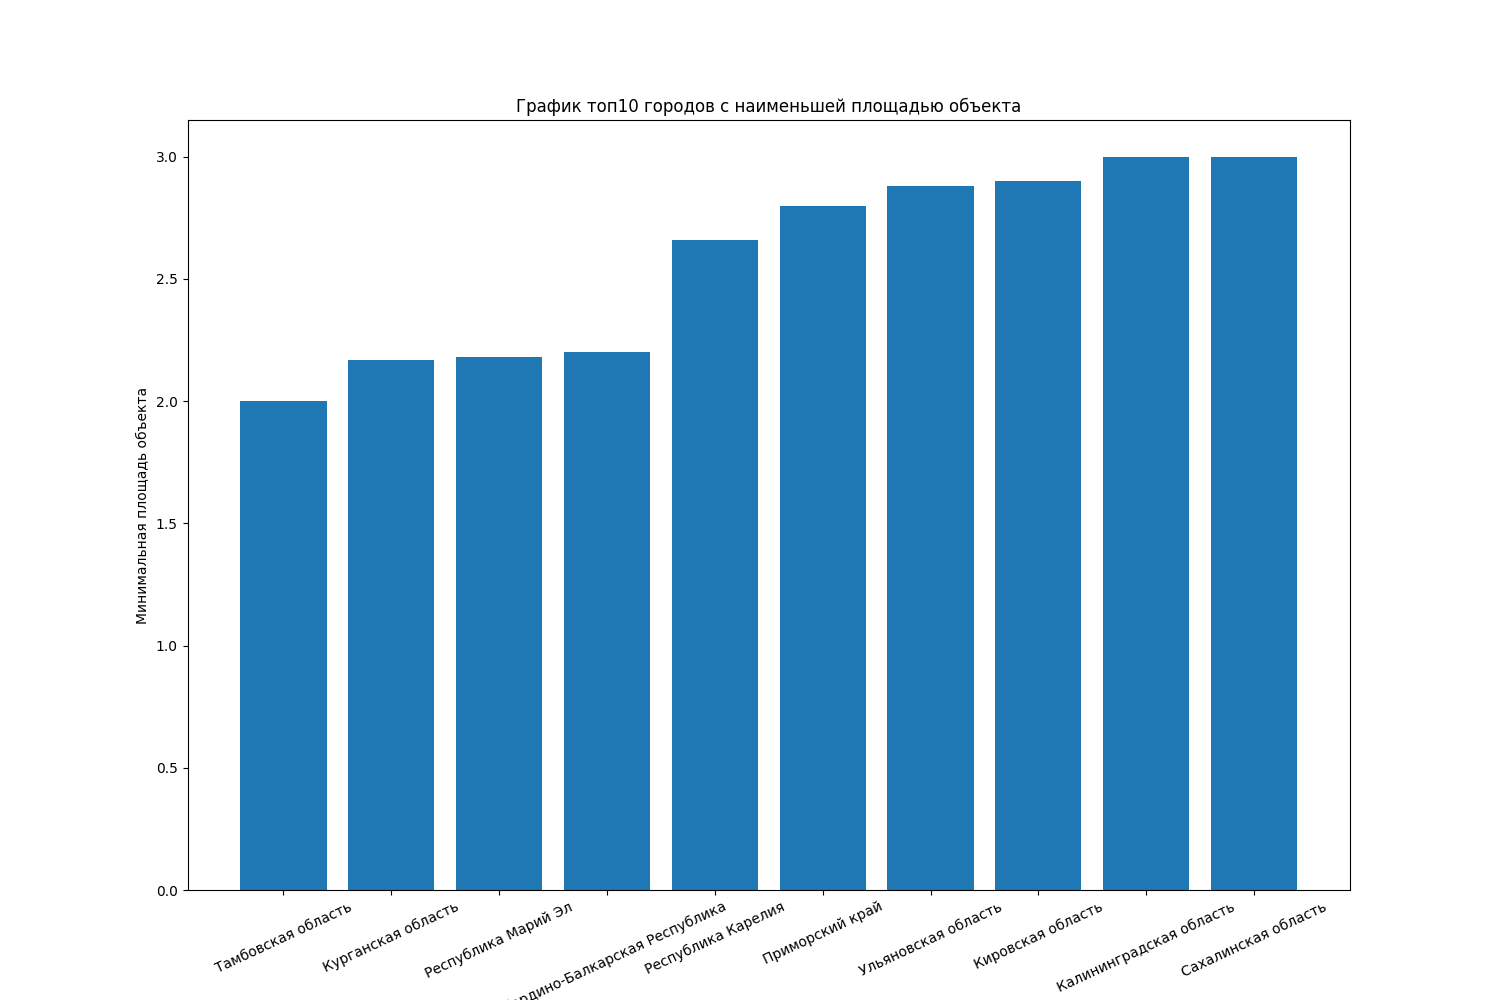 График топ10 городов с наименьшей площадью объекта
Минимальная площадь объекта
3.0
2.5
2.0
1.5
1.0
0.5
0.0
Тамбовская область
Курганская область
Республика Марий Эл
рдино-Балкарская Республика
Республика Карелия
Приморский край
Ульяновская область
Кировская область
Калининградская область
Сахалинская область